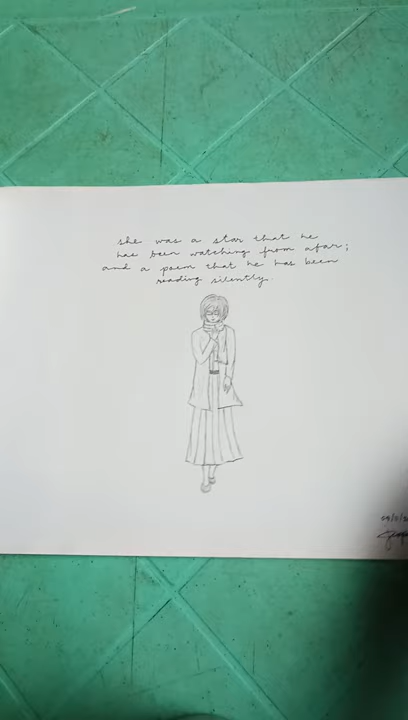 she was a star that he
has been watching from afar;
and a poem that he has been
reading silently.